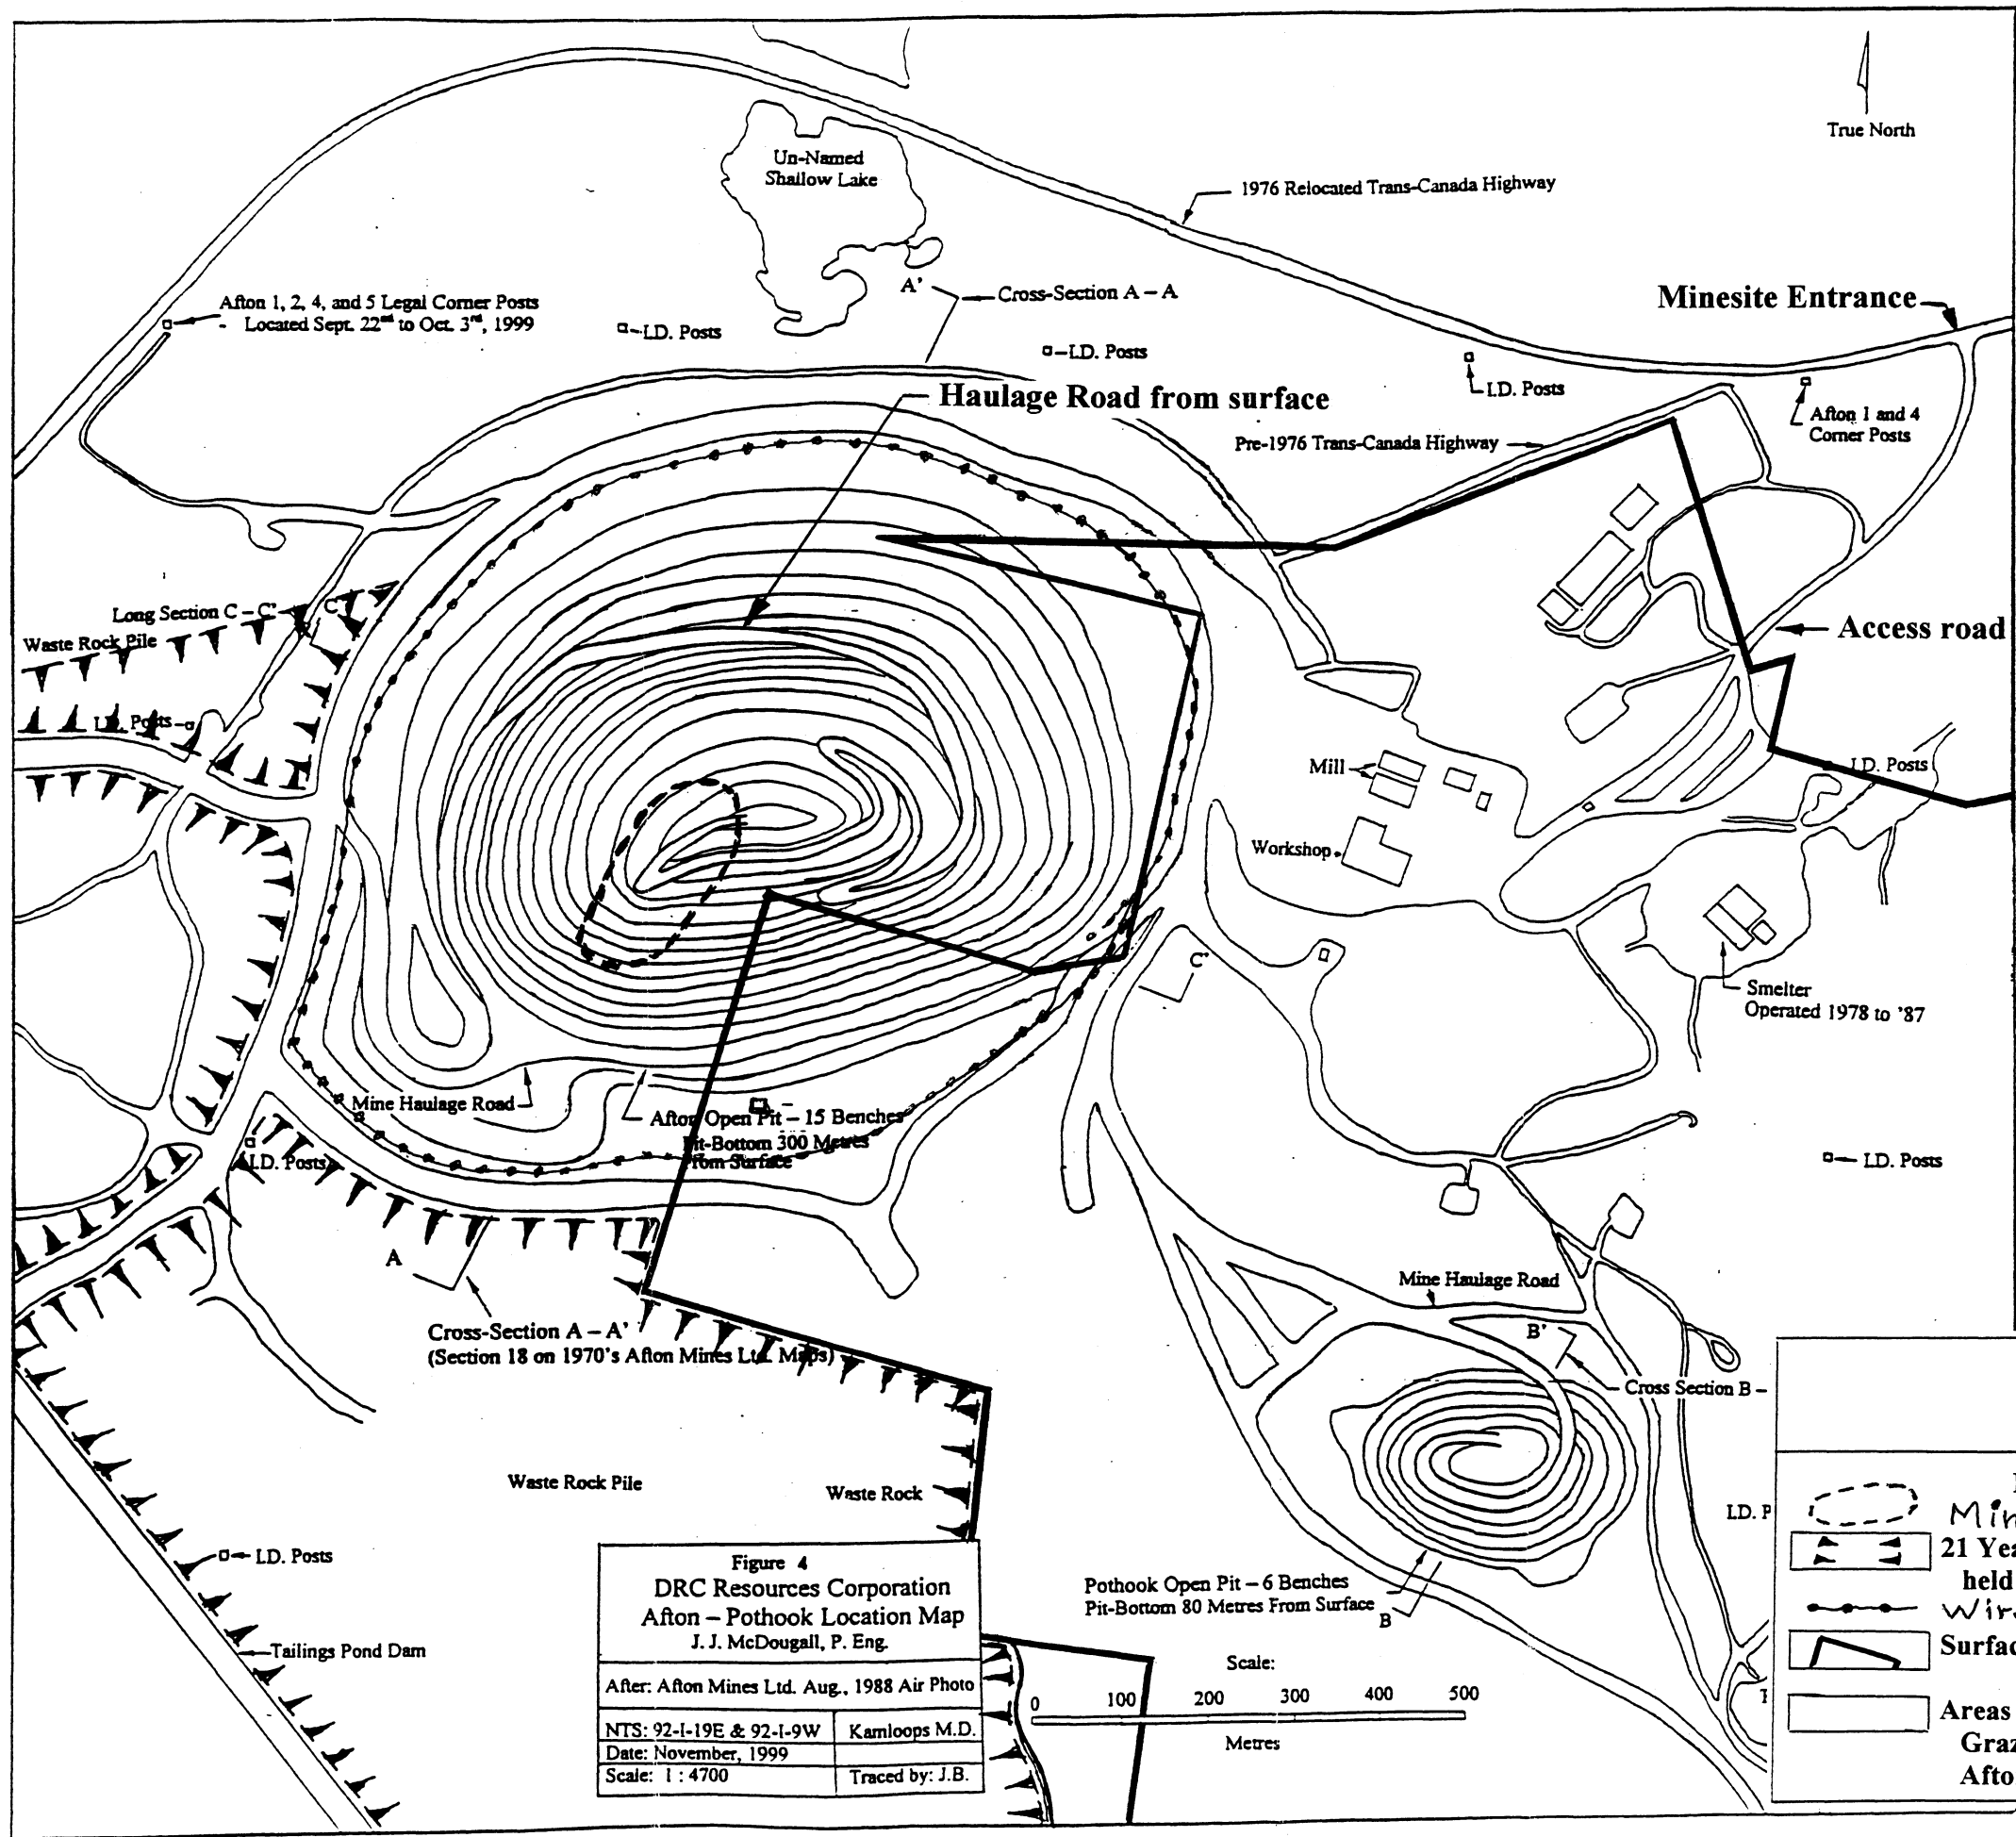 True North
Un-Named
Shallow Lake
1976 Relocated Trans-Canada Highway
A'
Cross-Section A – A
Minesite Entrance
Afton 1, 2, 4, and 5 Legal Corner Posts
- Located Sept. 22nd to Oct. 3rd, 1999
I.D. Posts
I.D. Posts
I.D. Posts
Afton 1 and 4
Corner Posts
Haulage Road from surface
Pre-1976 Trans-Canada Highway
Long Section C – C'
C
Waste Rock Pile
Access road
I.D. Posts
Mill
I.D. Posts
Workshop
C'
Smelter
Operated 1978 to '87
Mine Haulage Road
Afton Open Pit – 15 Benches
Pit-Bottom 300 Metres
From Surface
I.D. Posts
I.D. Posts
A
Cross-Section A – A'
(Section 18 on 1970's Afton Mines Ltd. Maps)
Mine Haulage Road
B'
Cross Section B –
Waste Rock Pile
Waste Rock
I.D. P
I.D. Posts
Tailings Pond Dam
Pothook Open Pit – 6 Benches
Pit-Bottom 80 Metres From Surface
B
Figure 4
DRC Resources Corporation
Afton – Pothook Location Map
J. J. McDougall, P. Eng.
After: Afton Mines Ltd. Aug., 1988 Air Photo
NTS: 92-I-19E & 92-I-9W
Kamloops M.D.
Date: November, 1999
Scale: 1 : 4700
Traced by: J.B.
Scale:
0 100 200 300 400 500
Metres
Min
21 Yea
held
Wir
Surfac
Areas
Graz
Afto